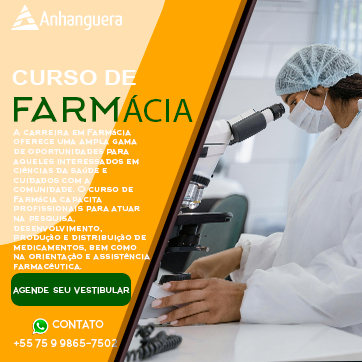 Anhanguera
CURSO DE
FARMÁCIA
A carreira em Farmácia
oferece uma ampla gama
de oportunidades para
aqueles interessados em
ciências da saúde e
cuidados com a
comunidade. O curso de
Farmácia capacita
profissionais para atuar
na pesquisa,
desenvolvimento,
produção e distribuição de
medicamentos, bem como
na orientação e assistência
farmacêutica.
AGENDE SEU VESTIBULAR
CONTATO
+55 75 9 9865-7502